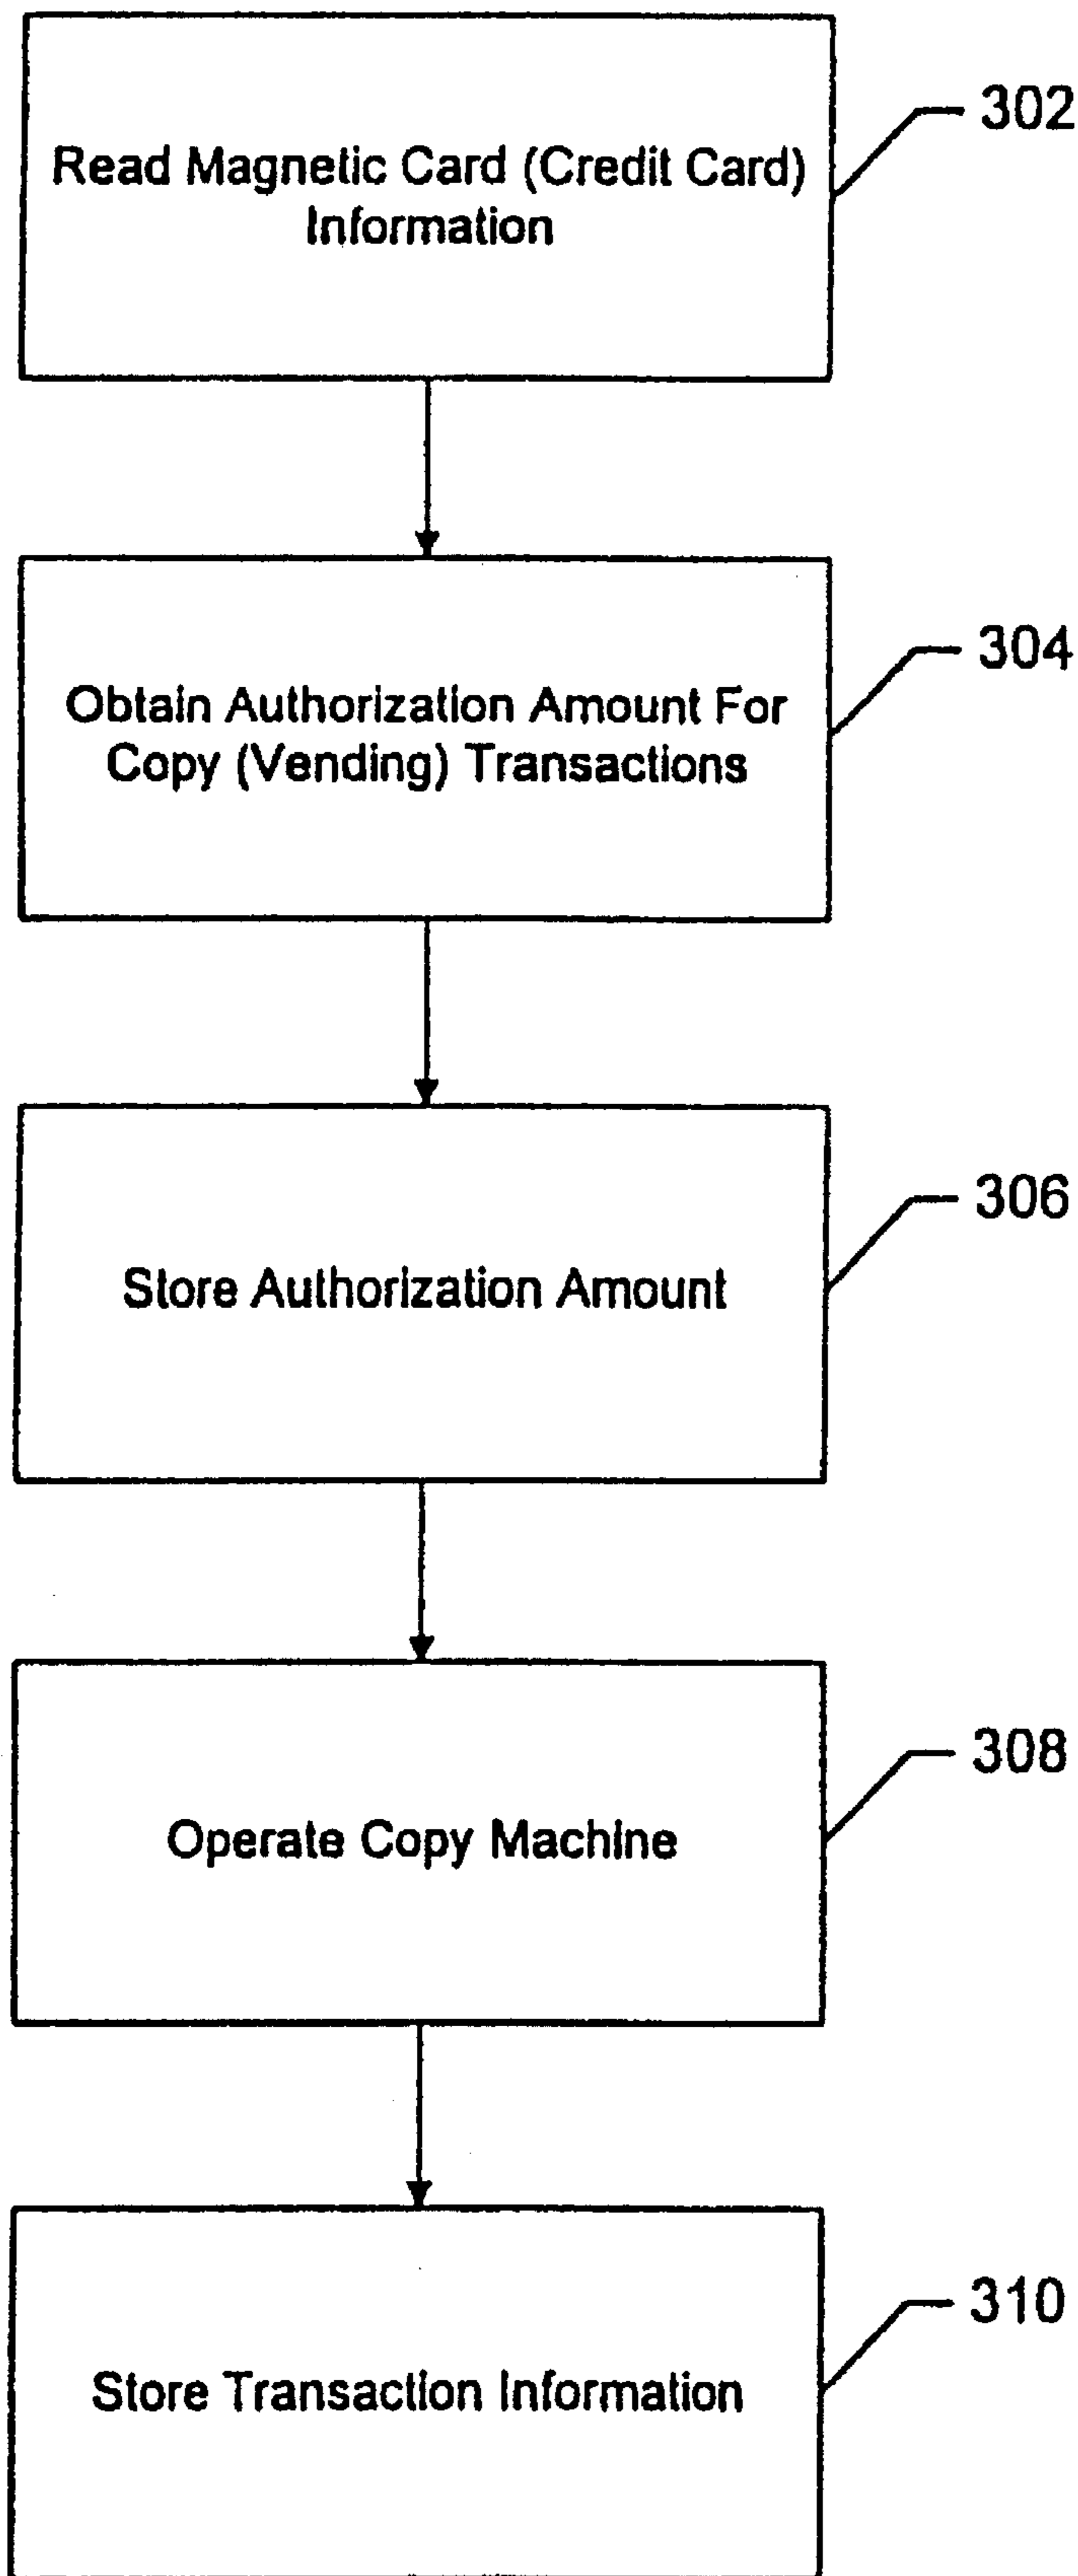 Read Magnetic Card (Credit Card)
Information
302
Obtain Authorization Amount For
Copy (Vending) Transactions
304
Store Authorization Amount
306
Operate Copy Machine
308
Store Transaction Information
310